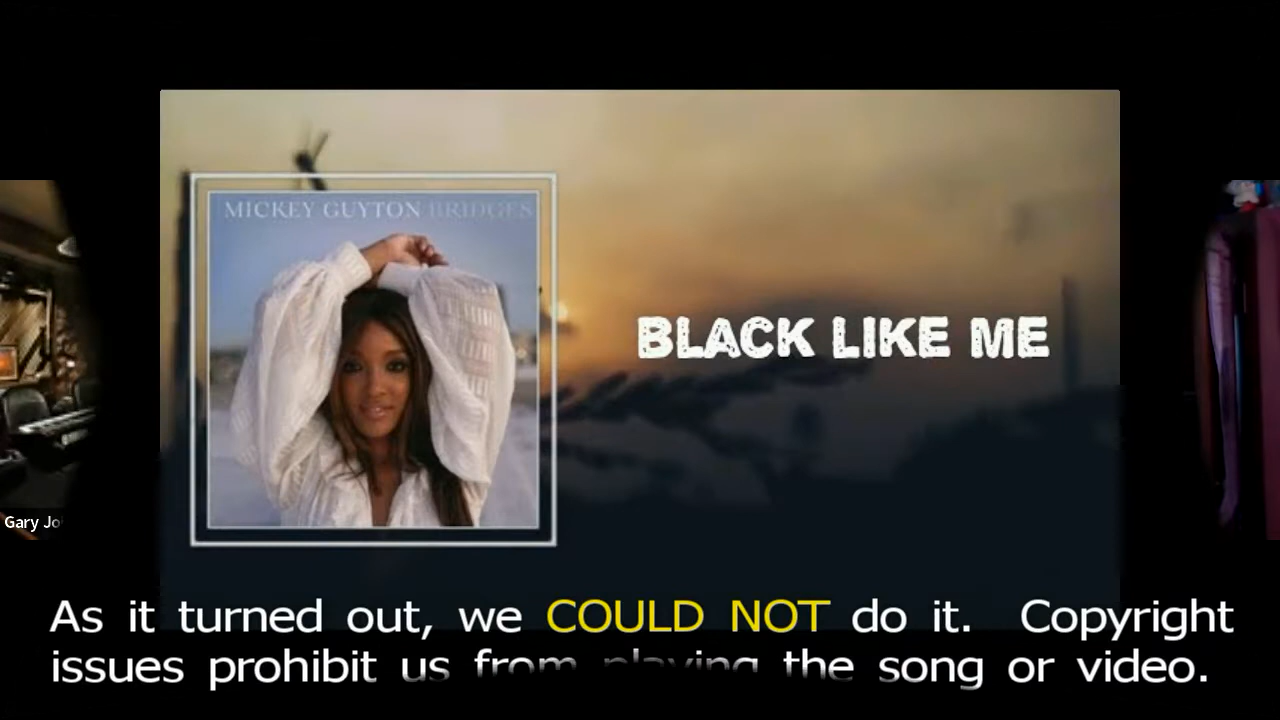 MICKEY GUYTON BRIDGES
BLACK LIKE ME
Gary Jo
As it turned out, we COULD NOT do it. Copyright
issues prohibit us from playing the song or video.